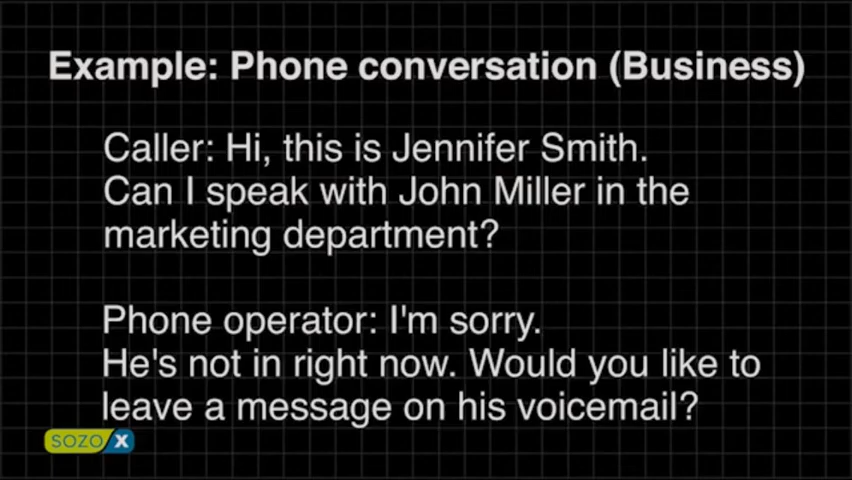 Example: Phone conversation (Business)
Caller: Hi, this is Jennifer Smith.
Can I speak with John Miller in the
marketing department?
Phone operator: I'm sorry.
He's not in right now. Would you like to
leave a message on his voicemail?
SOZO X